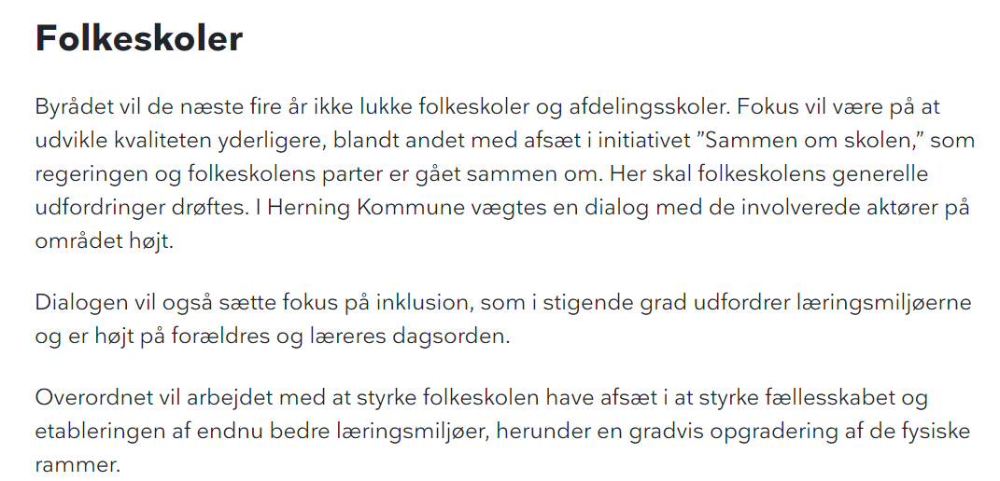 Folkeskoler
Byrådet vil de næste fire år ikke lukke folkeskoler og afdelingsskoler. Fokus vil være på at
udvikle kvaliteten yderligere, blandt andet med afsæt i initiativet ”Sammen om skolen,” som
regeringen og folkeskolens parter er gået sammen om. Her skal folkeskolens generelle
udfordringer drøftes. I Herning Kommune vægtes en dialog med de involverede aktører på
området højt.
Dialogen vil også sætte fokus på inklusion, som i stigende grad udfordrer læringsmiljøerne
og er højt på forældres og læreres dagsorden.
Overordnet vil arbejdet med at styrke folkeskolen have afsæt i at styrke fællesskabet og
etableringen af endnu bedre læringsmiljøer, herunder en gradvis opgradering af de fysiske
rammer.